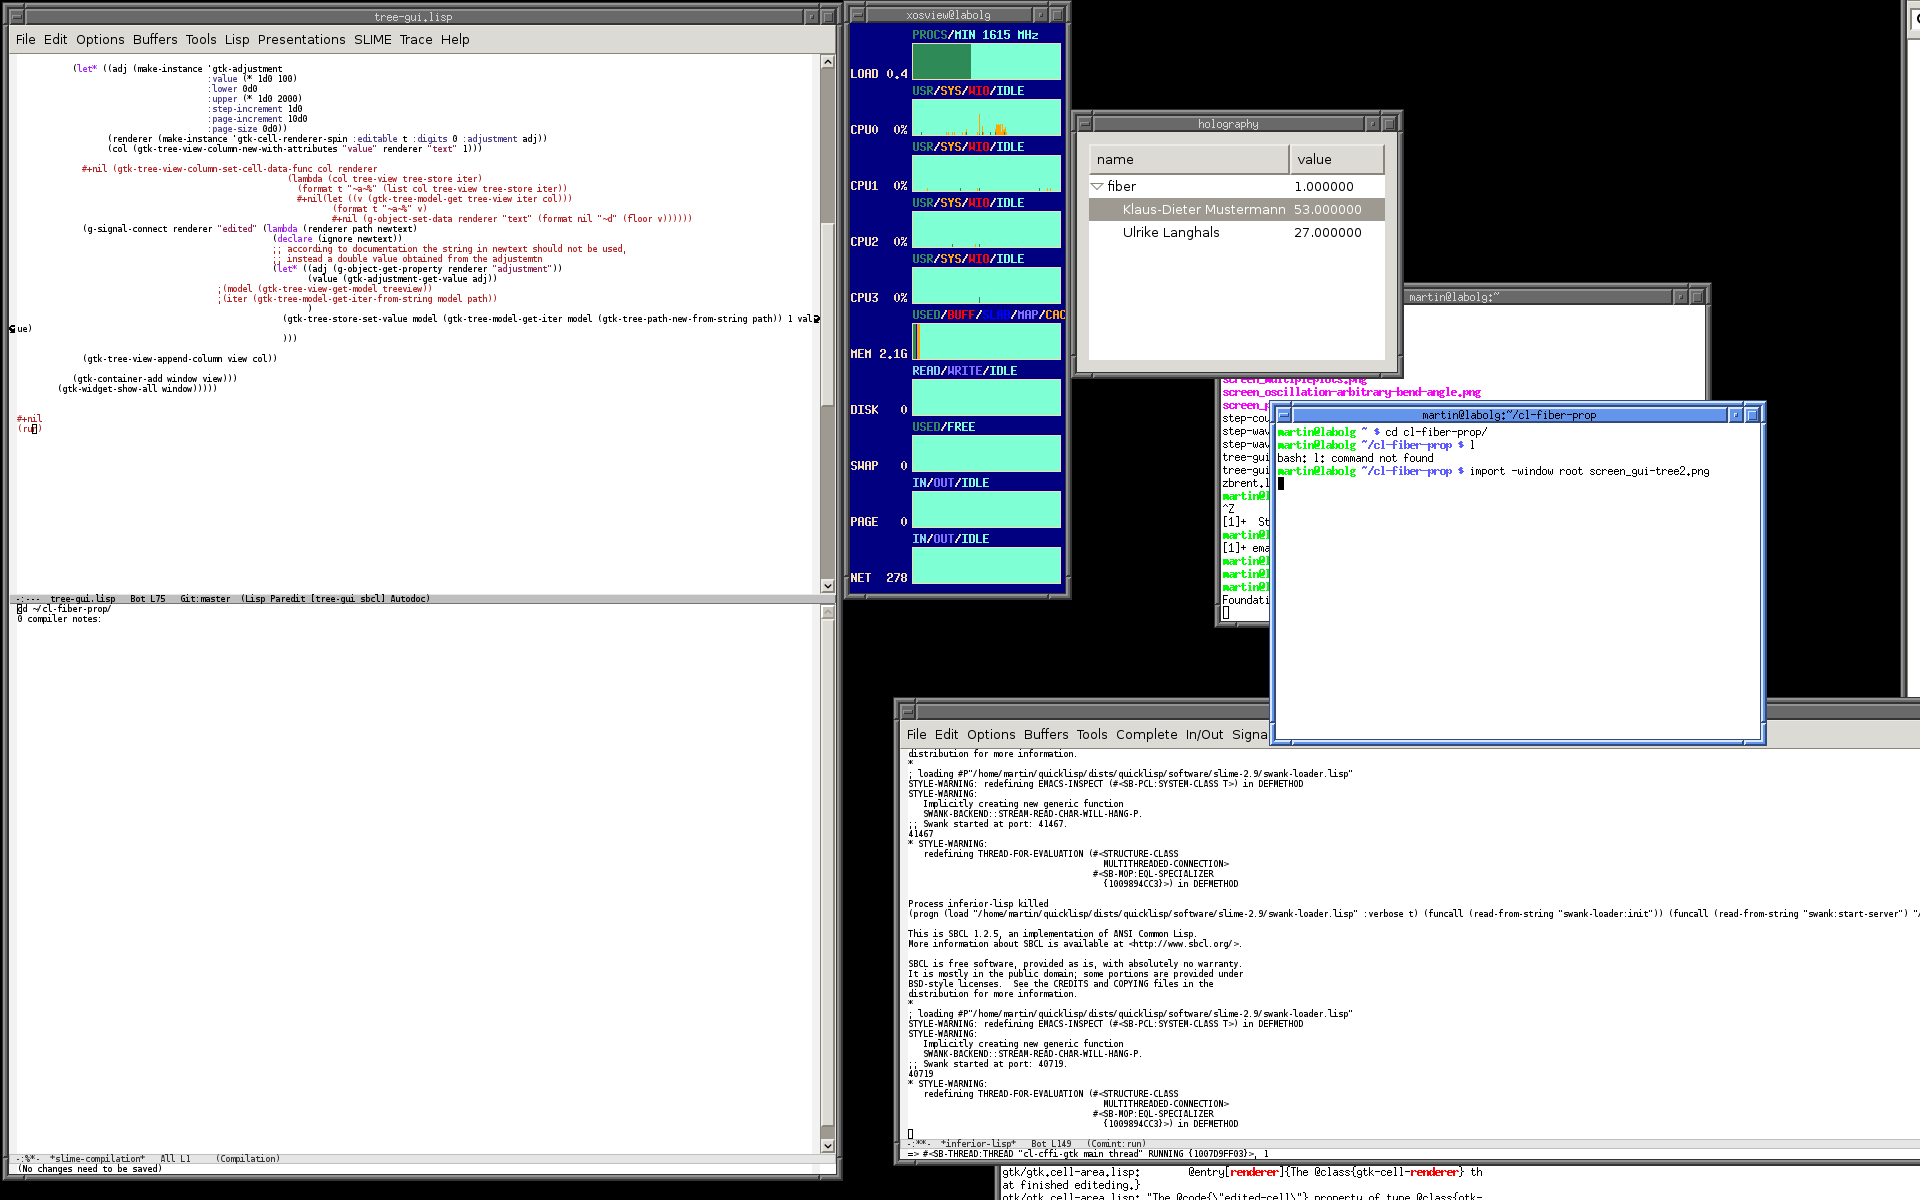 tree-gui.lisp
File Edit Options Buffers Tools Lisp Presentations SLIME Trace Help
(let* ((adj (make-instance 'gtk-adjustment
:value (* 1d0 100)
:lower 0d0
:upper (* 1d0 2000)
:step-increment 1d0
:page-increment 10d0
:page-size 0d0))
(renderer (make-instance 'gtk-cell-renderer-spin :editable t :digits 0 :adjustment adj))
(col (gtk-tree-view-column-new-with-attributes "value" renderer "text" 1)))
#+nil (gtk-tree-view-column-set-cell-data-func col renderer
(lambda (col tree-view tree-store iter)
(format t "~a~%" (list col tree-view tree-store iter))
#+nil(let ((v (gtk-tree-model-get tree-view iter col)))
(format t "~a~%" v)
#+nil (g-object-set-data renderer "text" (format nil "~d" (floor v))))))
(g-signal-connect renderer "edited" (lambda (renderer path newtext)
(declare (ignore newtext))
;; according to documentation the string in newtext should not be used,
;; instead a double value obtained from the adjustemtn
(let* ((adj (g-object-get-property renderer "adjustment"))
(value (gtk-adjustment-get-value adj))
;(model (gtk-tree-view-get-model treeview))
;(iter (gtk-tree-model-get-iter-from-string model path))
)
(gtk-tree-store-set-value model (gtk-tree-model-get-iter model (gtk-tree-path-new-from-string path)) 1 val
ue)
)))
(gtk-tree-view-append-column view col))
(gtk-container-add window view)))
(gtk-widget-show-all window)))))
#+nil
(run)
-:--- tree-gui.lisp Bot L75 Git:master (Lisp Paredit [tree-gui sbcl] Autodoc)
cd ~/cl-fiber-prop/
0 compiler notes:
-:%*- *slime-compilation* All L1 (Compilation)
(No changes need to be saved)
xosview@labolg
PROCS/MIN 1615 MHz
LOAD 0.4
USR/SYS/WIO/IDLE
CPU0 0%
USR/SYS/WIO/IDLE
CPU1 0%
USR/SYS/WIO/IDLE
CPU2 0%
USR/SYS/WIO/IDLE
CPU3 0%
USED/BUFF/SLAB/MAP/CAC
MEM 2.1G
READ/WRITE/IDLE
DISK 0
USED/FREE
SWAP 0
IN/OUT/IDLE
PAGE 0
IN/OUT/IDLE
NET 278
holography
name value
fiber 1.000000
Klaus-Dieter Mustermann 53.000000
Ulrike Langhals 27.000000
martin@labolg:~
screen_multipleplots.png
screen_oscillation-arbitrary-bend-angle.png
screen_p
step-cou
step-wav
step-wav
tree-gui
tree-gui
zbrent.l
martin@l
^Z
[1]+ St
martin@l
[1]+ ema
martin@l
martin@l
martin@l
Foundati
martin@labolg:~/cl-fiber-prop
martin@labolg ~ $ cd cl-fiber-prop/
martin@labolg ~/cl-fiber-prop $ l
bash: l: command not found
martin@labolg ~/cl-fiber-prop $ import -window root screen_gui-tree2.png
File Edit Options Buffers Tools Complete In/Out Signa
distribution for more information.
*
; loading #P"/home/martin/quicklisp/dists/quicklisp/software/slime-2.9/swank-loader.lisp"
STYLE-WARNING: redefining EMACS-INSPECT (#<SB-PCL:SYSTEM-CLASS T>) in DEFMETHOD
STYLE-WARNING:
Implicitly creating new generic function
SWANK-BACKEND::STREAM-READ-CHAR-WILL-HANG-P.
;; Swank started at port: 41467.
41467
* STYLE-WARNING:
redefining THREAD-FOR-EVALUATION (#<STRUCTURE-CLASS
MULTITHREADED-CONNECTION>
#<SB-MOP:EQL-SPECIALIZER
{1009894CC3}>) in DEFMETHOD
Process inferior-lisp killed
(progn (load "/home/martin/quicklisp/dists/quicklisp/software/slime-2.9/swank-loader.lisp" :verbose t) (funcall (read-from-string "swank-loader:init")) (funcall (read-from-string "swank:start-server") "/
This is SBCL 1.2.5, an implementation of ANSI Common Lisp.
More information about SBCL is available at <http://www.sbcl.org/>.
SBCL is free software, provided as is, with absolutely no warranty.
It is mostly in the public domain; some portions are provided under
BSD-style licenses.  See the CREDITS and COPYING files in the
distribution for more information.
*
; loading #P"/home/martin/quicklisp/dists/quicklisp/software/slime-2.9/swank-loader.lisp"
STYLE-WARNING: redefining EMACS-INSPECT (#<SB-PCL:SYSTEM-CLASS T>) in DEFMETHOD
STYLE-WARNING:
Implicitly creating new generic function
SWANK-BACKEND::STREAM-READ-CHAR-WILL-HANG-P.
;; Swank started at port: 40719.
40719
* STYLE-WARNING:
redefining THREAD-FOR-EVALUATION (#<STRUCTURE-CLASS
MULTITHREADED-CONNECTION>
#<SB-MOP:EQL-SPECIALIZER
{1009894CC3}>) in DEFMETHOD
-:**- *inferior-lisp* Bot L149 (Comint:run)
=> #<SB-THREAD:THREAD "cl-cffi-gtk main thread" RUNNING {1007D9FF03}>, 1
gtk/gtk.cell-area.lisp: @entry[renderer]{The @class{gtk-cell-renderer} th
at finished editeding.}
gtk/gtk.cell-area.lisp: "The @code{\"edited-cell\"} property of type @class{gtk-